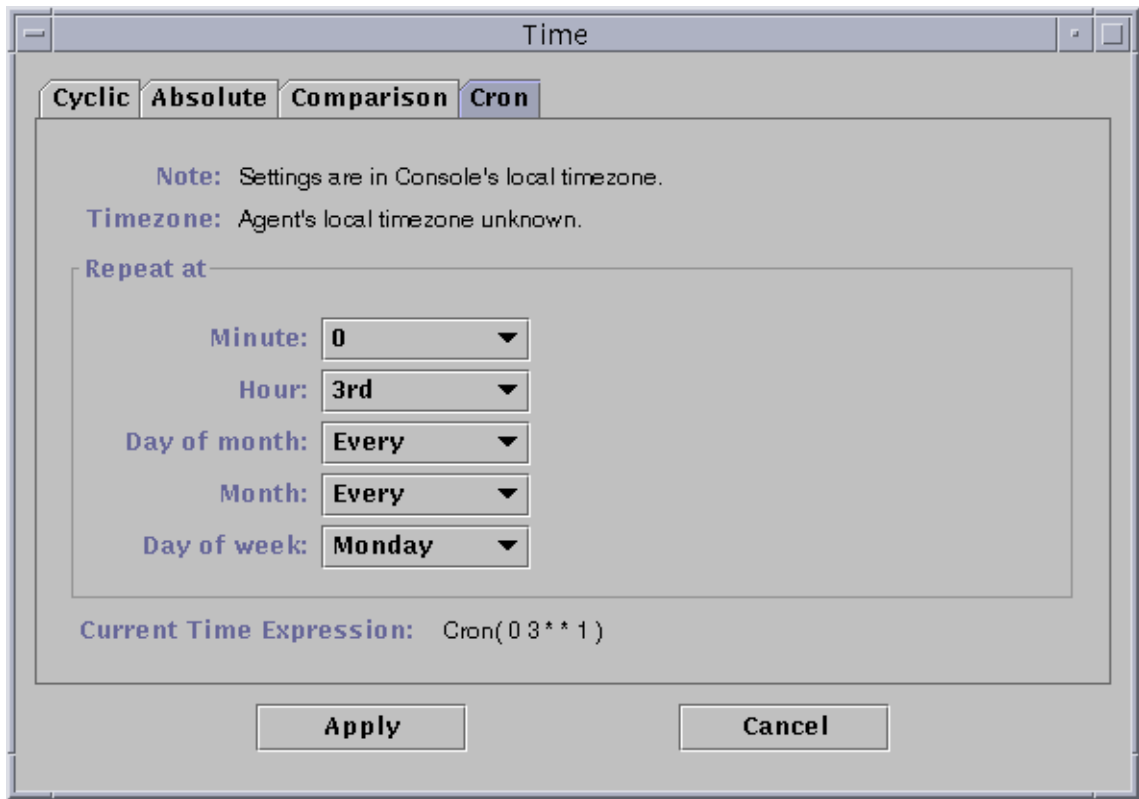 Time
Cyclic Absolute Comparison Cron
Note: Settings are in Console's local timezone.
Timezone: Agent's local timezone unknown.
Repeat at
Minute: 0
Hour: 3rd
Day of month: Every
Month: Every
Day of week: Monday
Current Time Expression: Cron( 0 3 * * 1 )
Apply Cancel